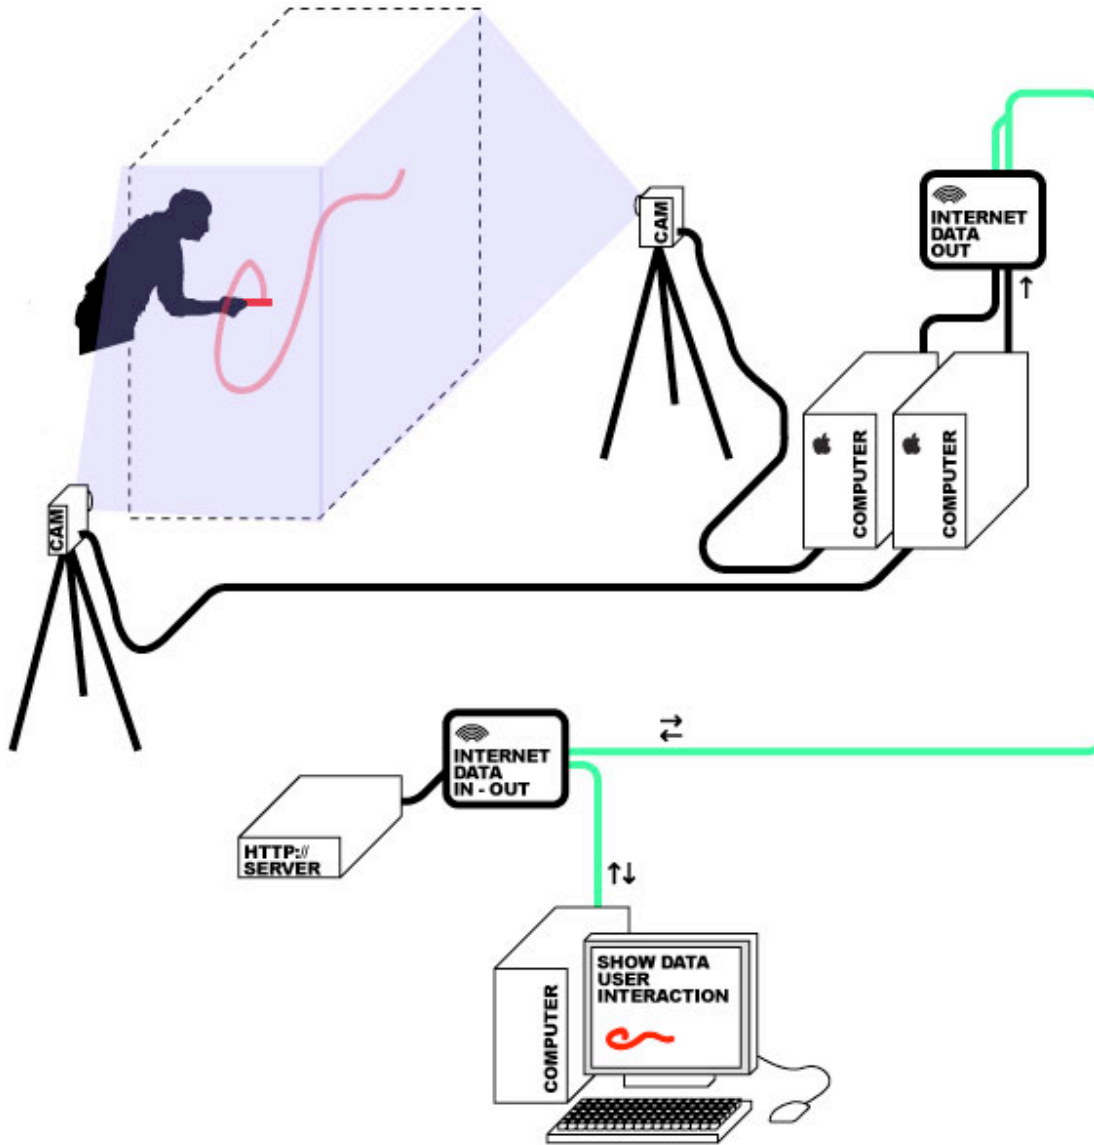 CAM
INTERNET
DATA
OUT
COMPUTER
COMPUTER
CAM
INTERNET
DATA
IN - OUT
HTTP://
SERVER
COMPUTER
SHOW DATA
USER
INTERACTION